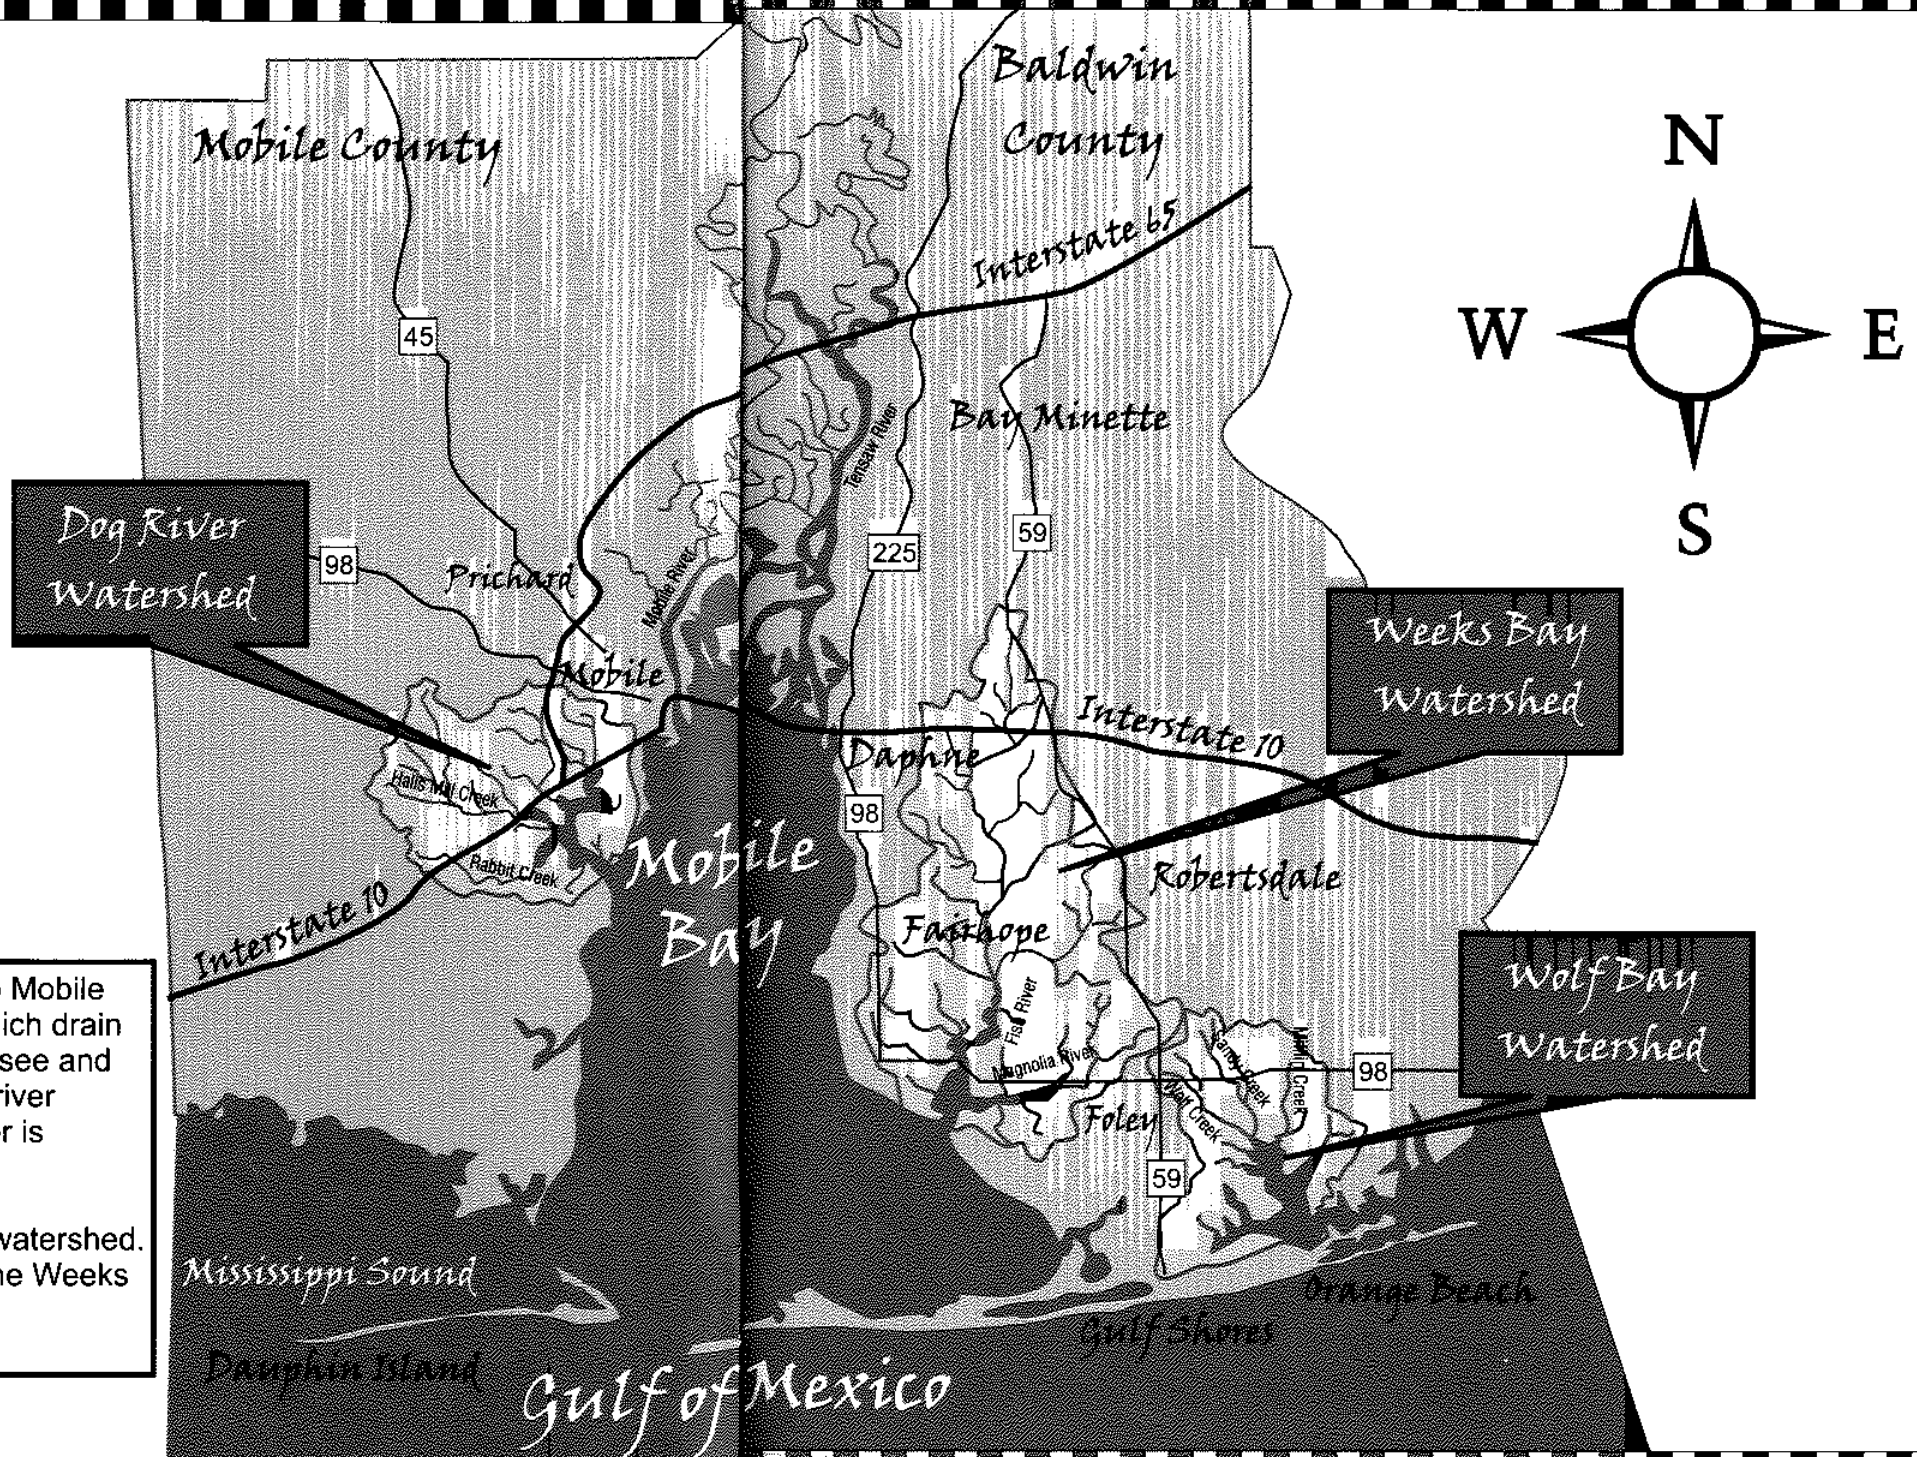 Baldwin
County
Mobile County
N
W
E
S
Interstate 65
45
Bay Minette
Tensaw River
Dog River
Watershed
98
Prichard
Mobile River
225
59
Weeks Bay
Watershed
Mobile
Interstate 10
Daphne
Halls Mill Creek
98
Rabbit Creek
Mobile
Bay
Robertsdale
Interstate 10
Fairhope
Wolf Bay
Watershed
Mobile
ich drain
see and
river
r is
watershed.
ne Weeks
Fish River
Magnolia River
Sandy Creek
Wolf Creek
98
Foley
59
Mississippi Sound
Orange Beach
Gulf Shores
Dauphin Island
Gulf of Mexico